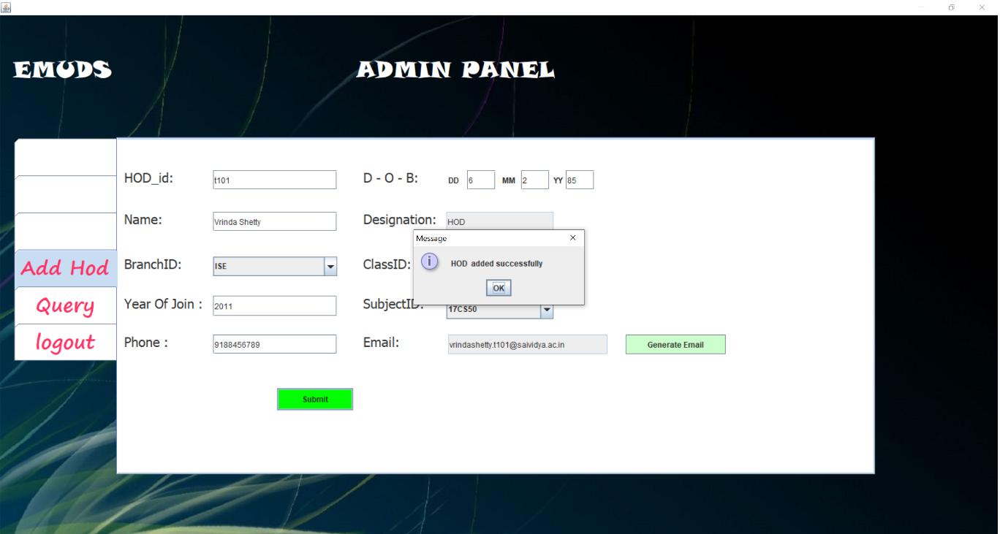 EMUDS
ADMIN PANEL
HOD_id:
t101
D - O - B:
DD
6
MM
2
YY
85
Name:
Vrinda Shetty
Designation:
HOD
Message
HOD added successfully
OK
Add Hod
BranchID:
ISE
ClassID:
Query
Year Of Join :
2011
SubjectID:
17CS50
logout
Phone :
9188456789
Email:
vrindashetty.t101@saividya.ac.in
Generate Email
Submit